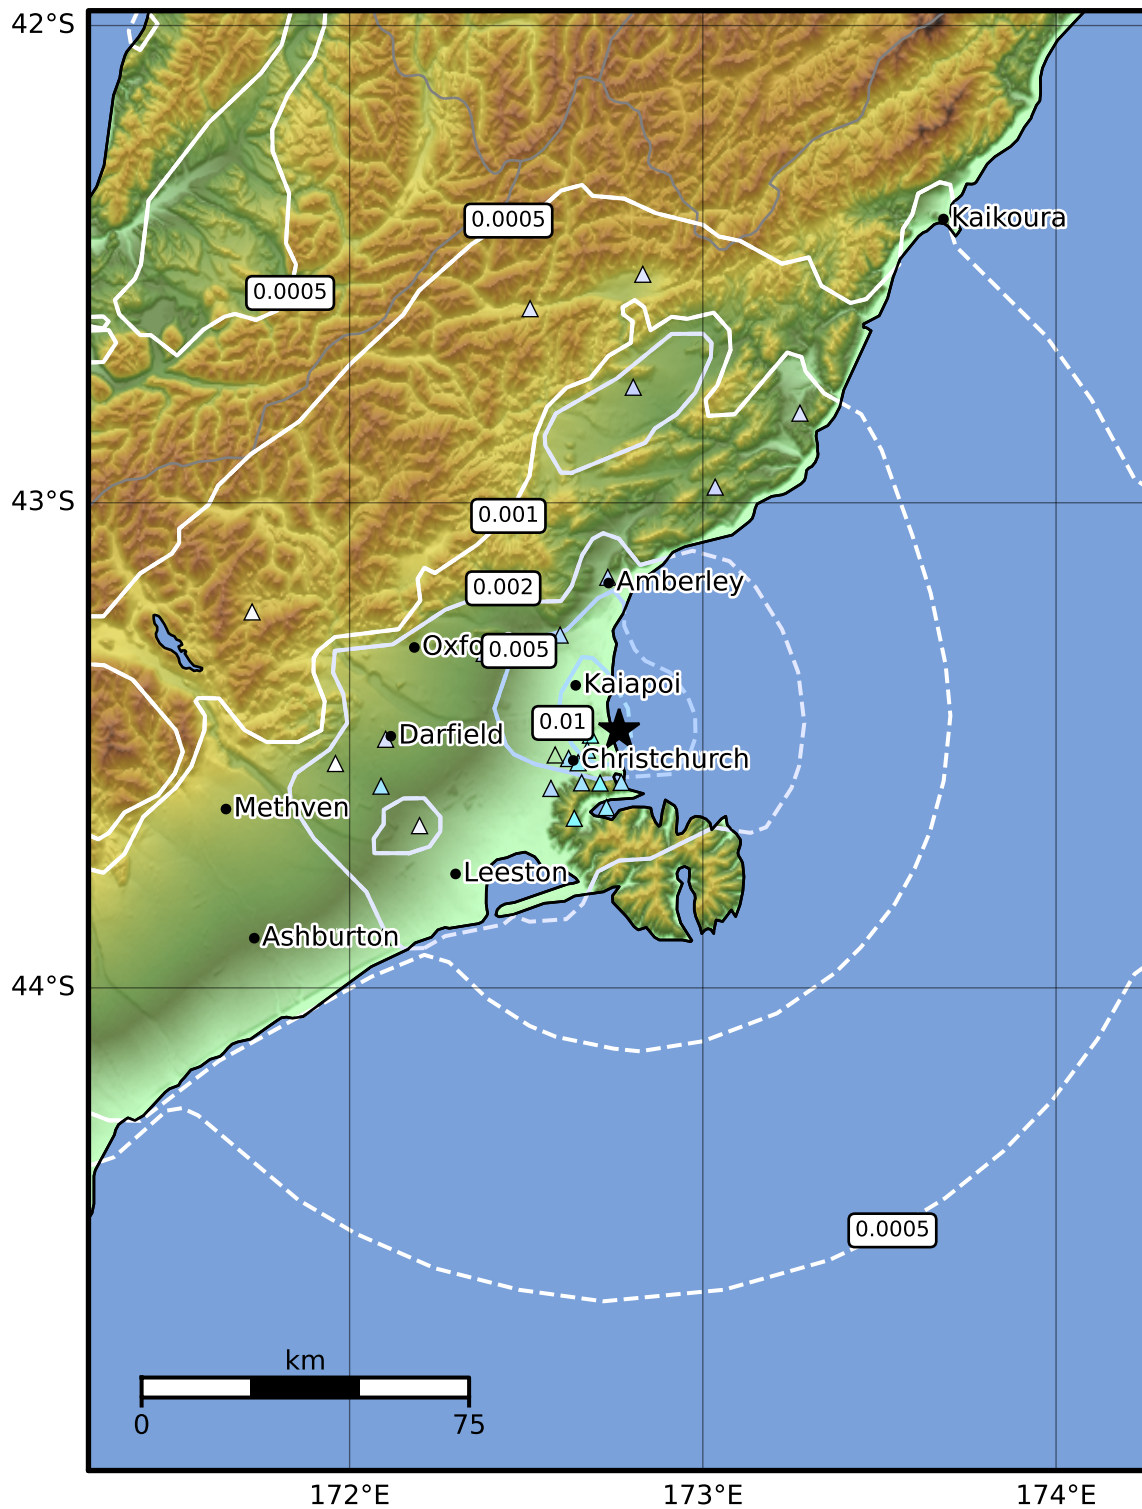 42°S
0.0005
Kaikoura
0.0005
43°S
0.001
0.002
Amberley
Oxfo
0.005
Kaiapoi
0.01
Darfield
Christchurch
Methven
Leeston
Ashburton
44°S
0.0005
km
0
75
172°E
173°E
174°E